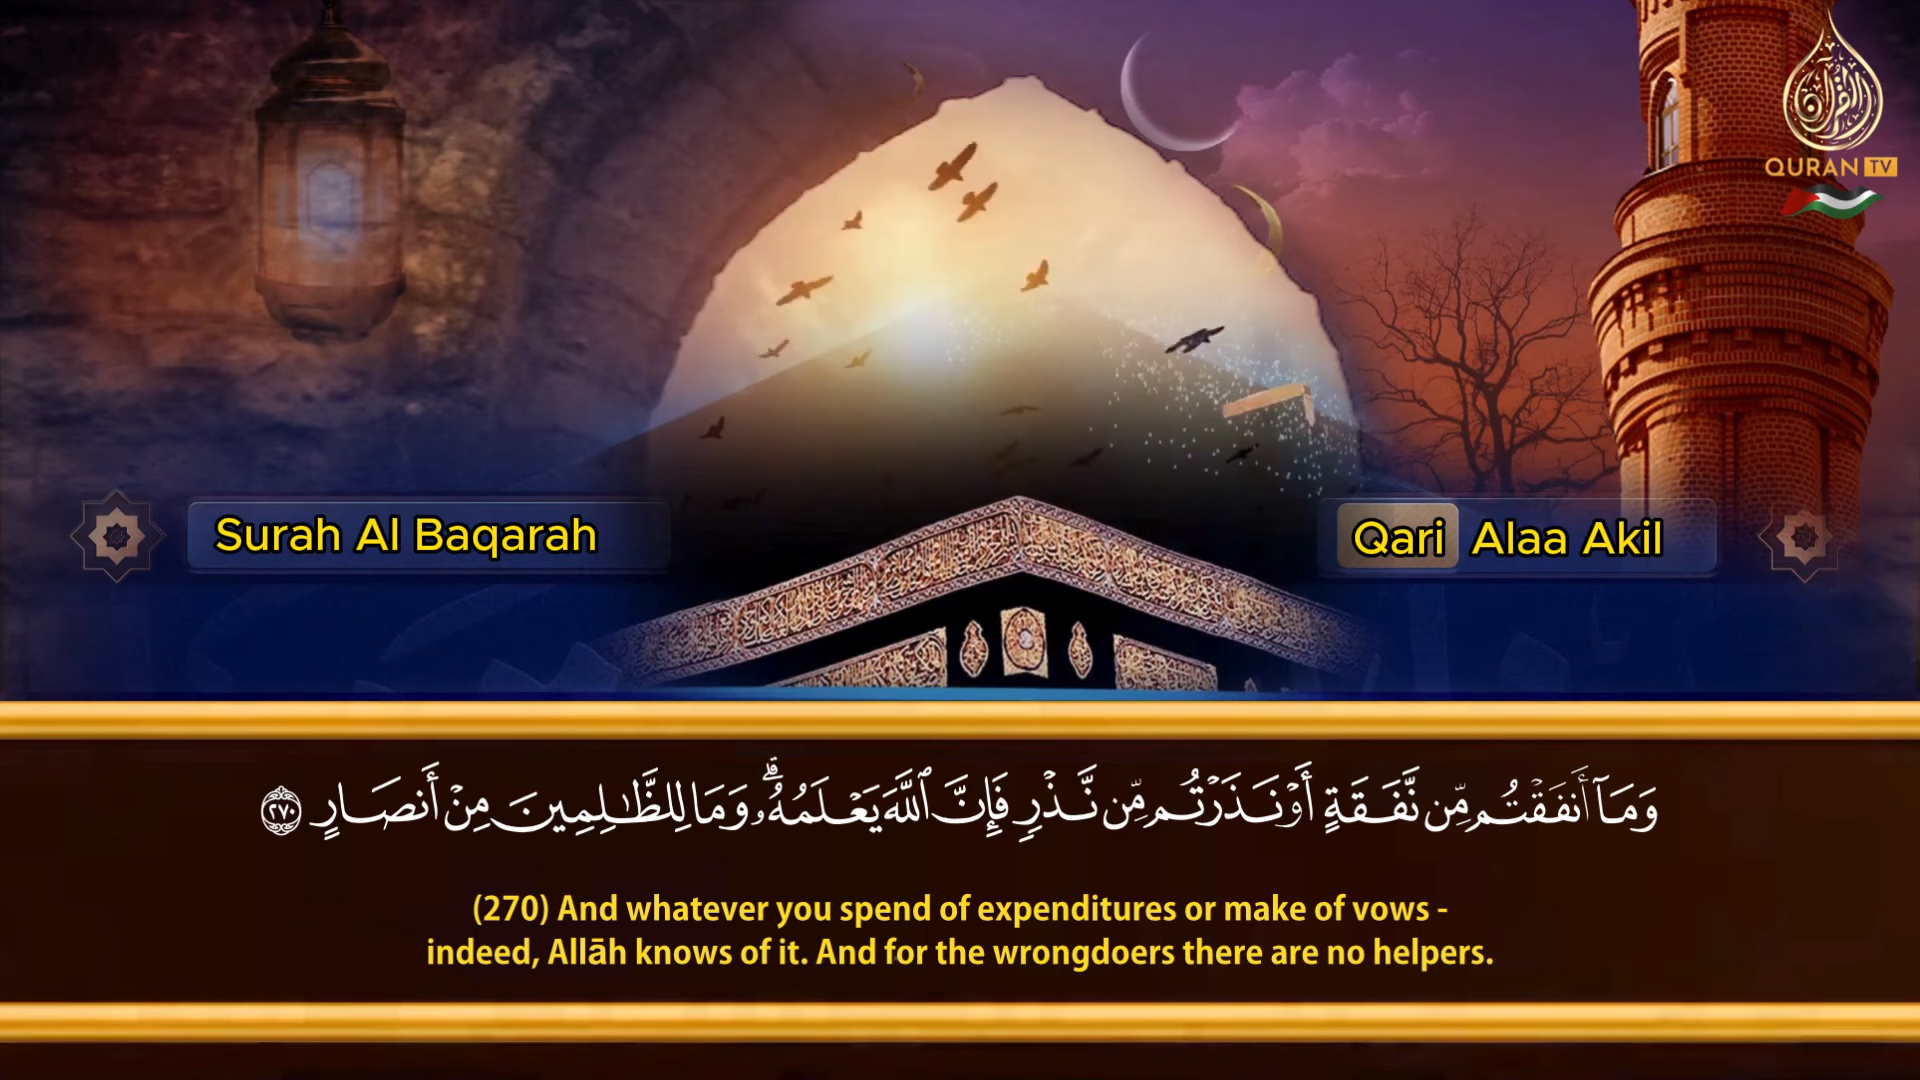 القرآن
QURAN TV
Surah Al Baqarah
Qari Alaa Akil
وَمَآ أَنفَقْتُم مِّن نَّفَقَةٍ أَوْ نَذَرْتُم مِّن نَّذْرٍ فَإِنَّ ٱللَّهَ يَعْلَمُهُۥ ۗ وَمَا لِلظَّـٰلِمِينَ مِنْ أَنصَارٍ ٢٧٠
(270) And whatever you spend of expenditures or make of vows -
indeed, Allāh knows of it. And for the wrongdoers there are no helpers.